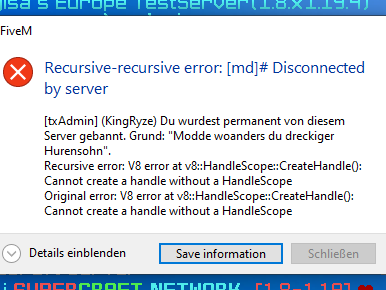 gisa's Europe TestServer(1.8.x1.19.4)
FiveM
Recursive-recursive error: [md]# Disconnected
by server
[txAdmin] (KingRyze) Du wurdest permanent von diesem
Server gebannt. Grund: "Modde woanders du dreckiger
Hurensohn".
Recursive error: V8 error at v8::HandleScope::CreateHandle():
Cannot create a handle without a HandleScope
Original error: V8 error at v8::HandleScope::CreateHandle():
Cannot create a handle without a HandleScope
Details einblenden
Save information
Schließen
SUPERCRAFT NETWORK [1.8-1.19]